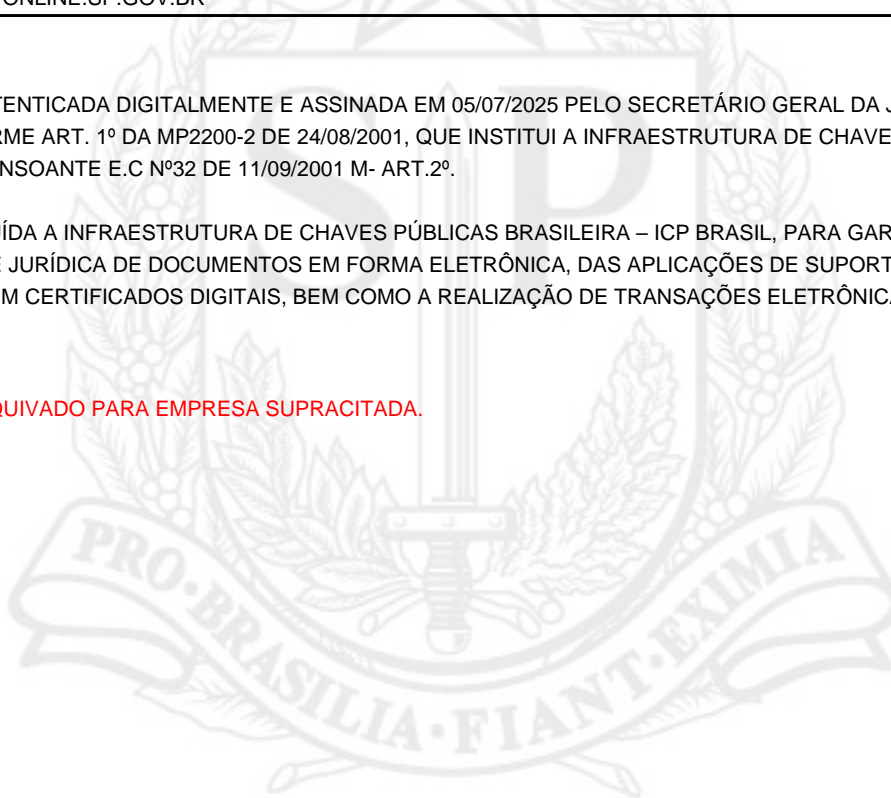 ONLINE.SP.GOV.BR
TENTICADA DIGITALMENTE E ASSINADA EM 05/07/2025 PELO SECRETÁRIO GERAL DA J
RME ART. 1º DA MP2200-2 DE 24/08/2001, QUE INSTITUI A INFRAESTRUTURA DE CHAVE
NSOANTE E.C Nº32 DE 11/09/2001 M- ART.2º.
ÍDA A INFRAESTRUTURA DE CHAVES PÚBLICAS BRASILEIRA – ICP BRASIL, PARA GAR
E JURÍDICA DE DOCUMENTOS EM FORMA ELETRÔNICA, DAS APLICAÇÕES DE SUPORT
M CERTIFICADOS DIGITAIS, BEM COMO A REALIZAÇÃO DE TRANSAÇÕES ELETRÔNICA
QUIVADO PARA EMPRESA SUPRACITADA.
SP
PRO·BRASILIA·FIANT·EXIMIA